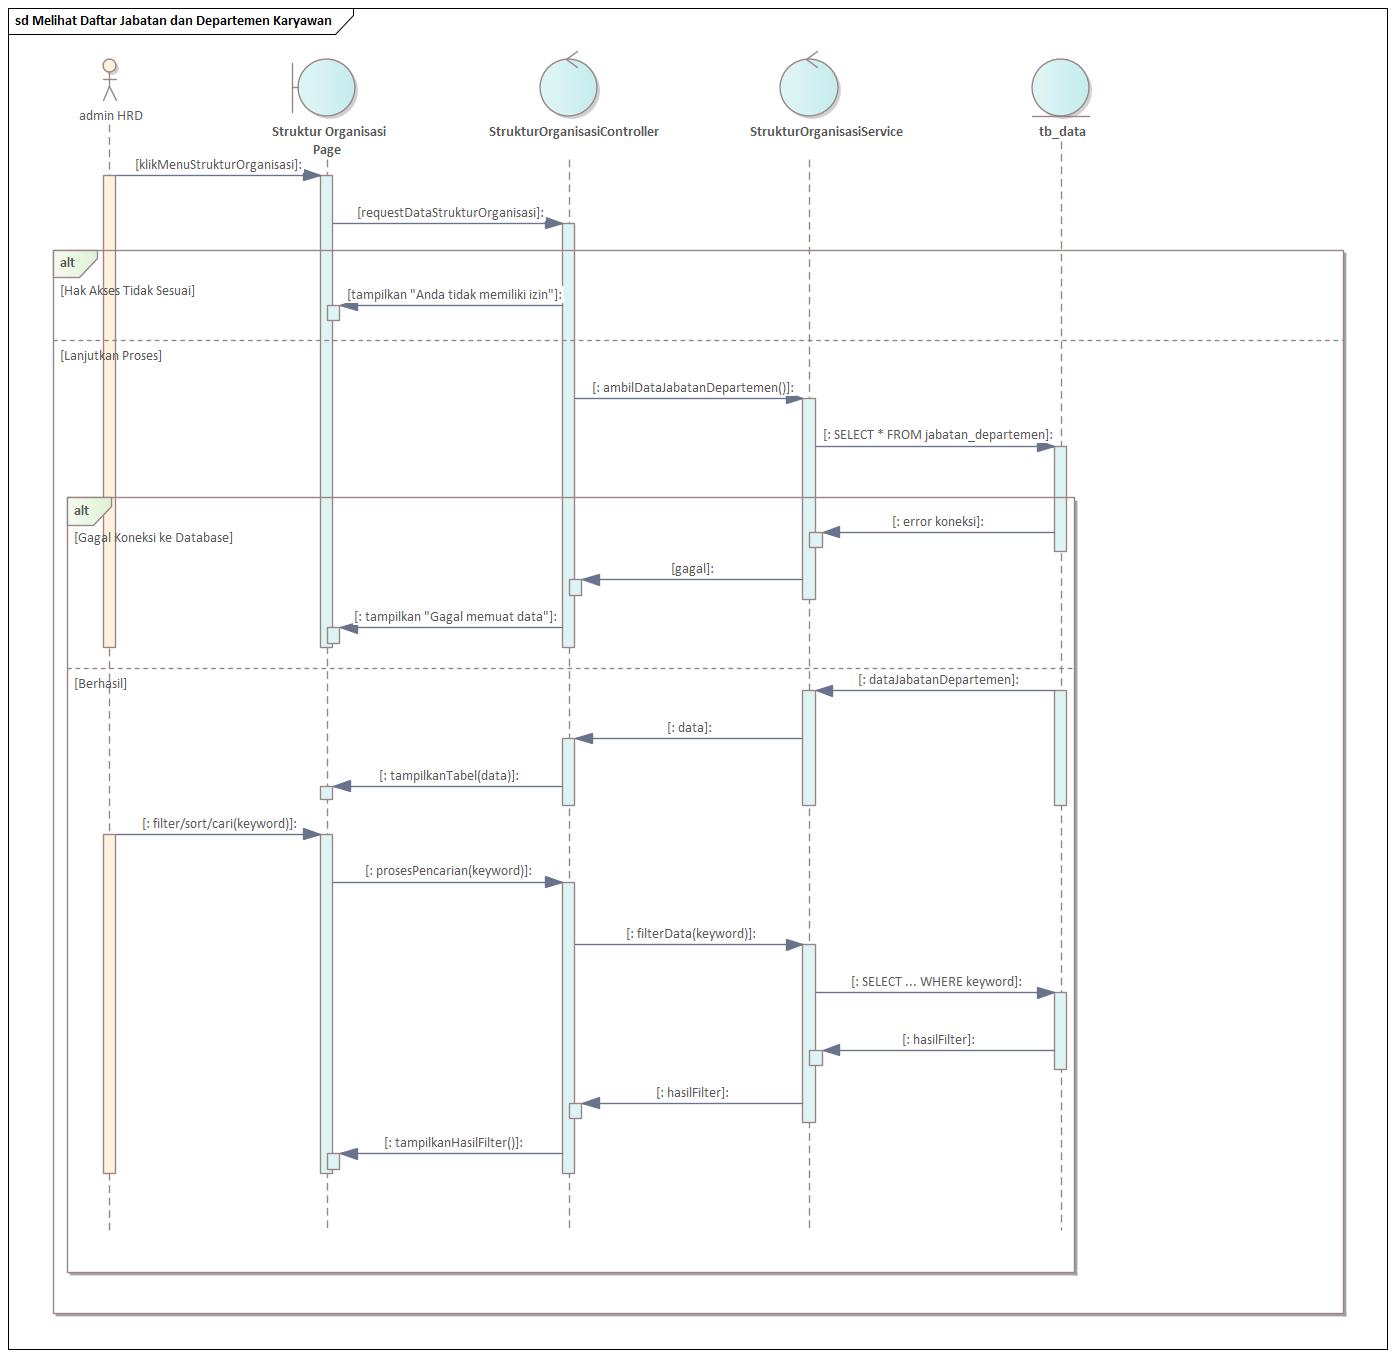 sd Melihat Daftar Jabatan dan Departemen Karyawan
admin HRD
Struktur Organisasi
Page
StrukturOrganisasiController
StrukturOrganisasiService
tb_data
[klikMenuStrukturOrganisasi]:
[requestDataStrukturOrganisasi]:
alt
[Hak Akses Tidak Sesuai]
[tampilkan "Anda tidak memiliki izin"]:
[Lanjutkan Proses]
[: ambilDataJabatanDepartemen()]:
[: SELECT * FROM jabatan_departemen]:
alt
[: error koneksi]:
[Gagal Koneksi ke Database]
[gagal]:
[: tampilkan "Gagal memuat data"]:
[: dataJabatanDepartemen]:
[Berhasil]
[: data]:
[: tampilkanTabel(data)]:
[: filter/sort/cari(keyword)]:
[: prosesPencarian(keyword)]:
[: filterData(keyword)]:
[: SELECT ... WHERE keyword]:
[: hasilFilter]:
[: hasilFilter]:
[: tampilkanHasilFilter()]: